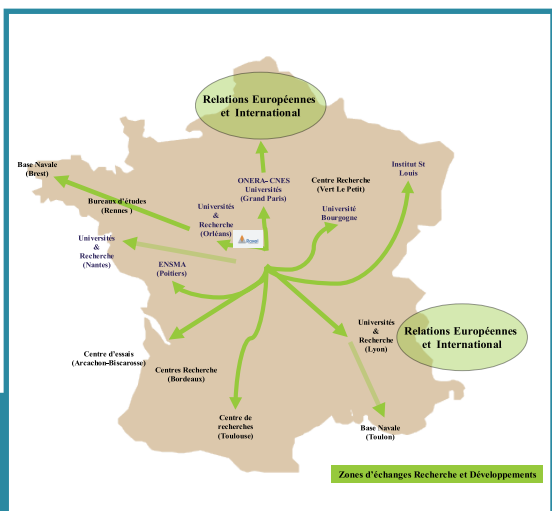 Relations Européennes
et International
Base Navale
(Brest)
Bureaux d'études
(Rennes )
ONERA- CNES
Universités
(Grand Paris)
Centre Recherche
(Vert Le Petit)
Institut St
Louis
Universités
&
Recherche
(Orléans)
Université
Bourgogne
Universités
&
Recherche
(Nantes)
ENSMA
(Poitiers)
Centre d'essais
(Arcachon-Biscarosse)
Centres Recherche
(Bordeaux)
Universités
&
Recherche
(Lyon)
Relations Européennes
et International
Centre de
recherches
(Toulouse)
Base Navale
(Toulon)
Zones d'échanges Recherche et Développements